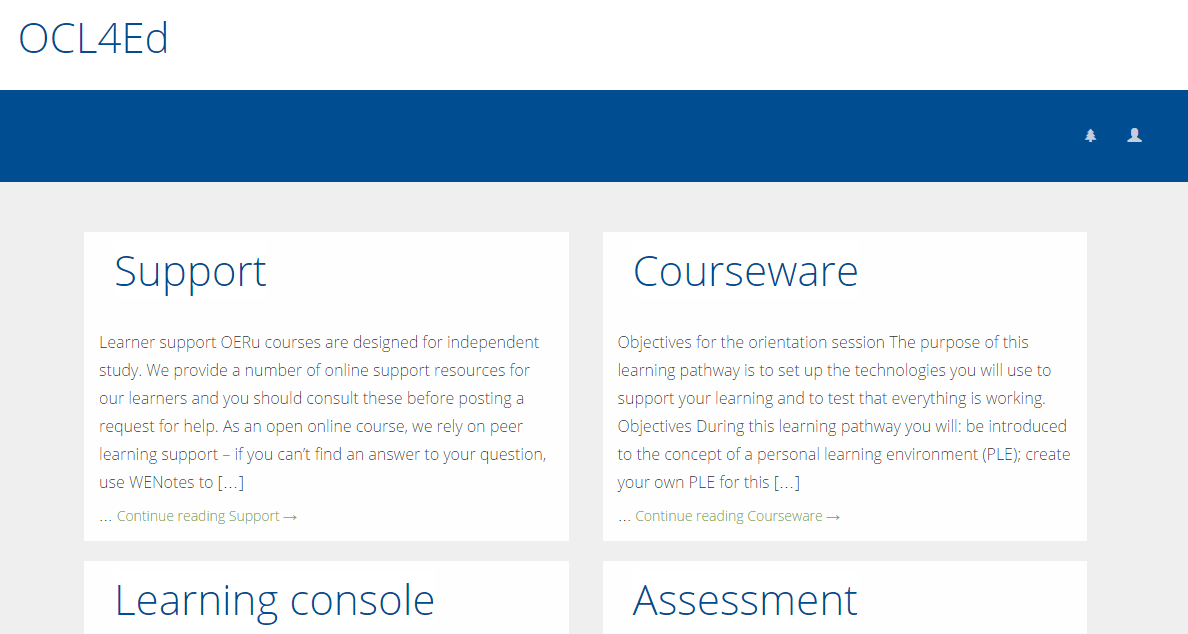 OCL4Ed
Support
Learner support OERu courses are designed for independent
study. We provide a number of online support resources for
our learners and you should consult these before posting a
request for help. As an open online course, we rely on peer
learning support – if you can’t find an answer to your question,
use WENotes to […]
… Continue reading Support →
Courseware
Objectives for the orientation session The purpose of this
learning pathway is to set up the technologies you will use to
support your learning and to test that everything is working.
Objectives During this learning pathway you will: be introduced
to the concept of a personal learning environment (PLE); create
your own PLE for this […]
… Continue reading Courseware →
Learning console
Assessment